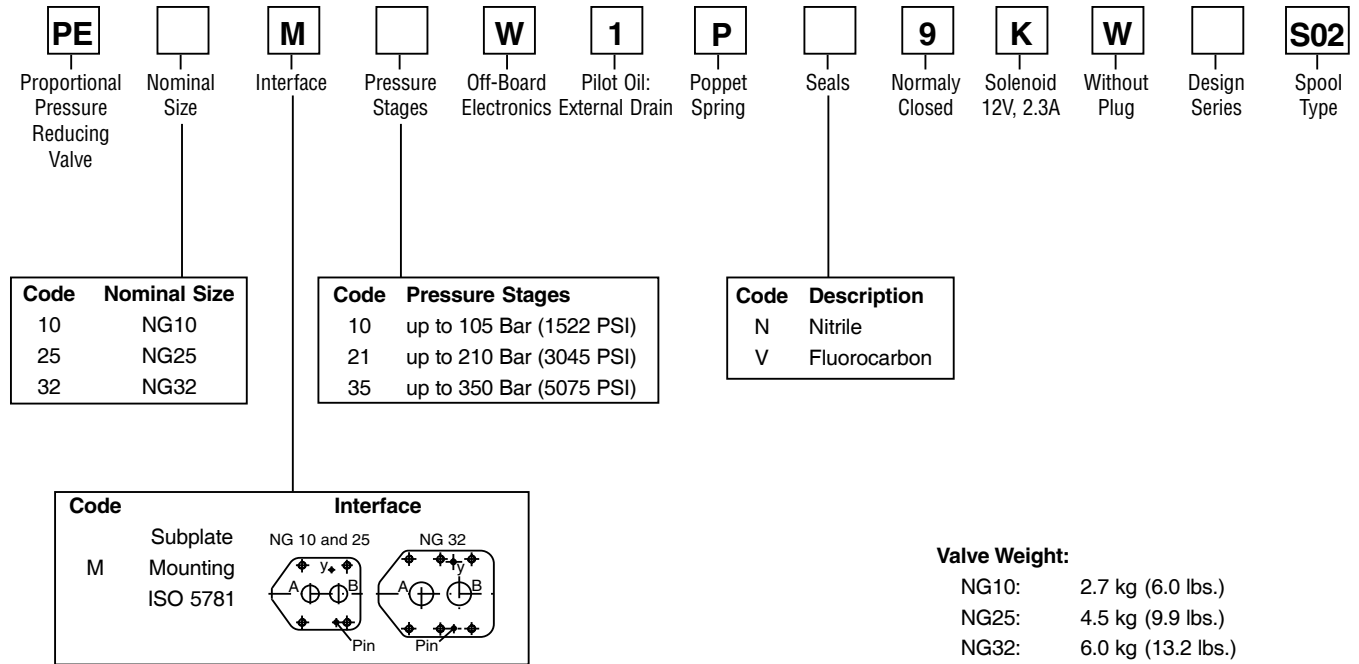 PE M W 1 P 9 K W S02
Proportional Pressure Reducing Valve
Nominal Size
Interface
Pressure Stages
Off-Board Electronics
Pilot Oil: External Drain
Poppet Spring
Seals
Normaly Closed
Solenoid 12V, 2.3A
Without Plug
Design Series
Spool Type
Code Nominal Size
10 NG10
25 NG25
32 NG32
Code Pressure Stages
10 up to 105 Bar (1522 PSI)
21 up to 210 Bar (3045 PSI)
35 up to 350 Bar (5075 PSI)
Code Description
N Nitrile
V Fluorocarbon
Code Interface
M Subplate Mounting ISO 5781
NG 10 and 25
y
A B
Pin
NG 32
y
A B
Pin
Valve Weight:
NG10: 2.7 kg (6.0 lbs.)
NG25: 4.5 kg (9.9 lbs.)
NG32: 6.0 kg (13.2 lbs.)